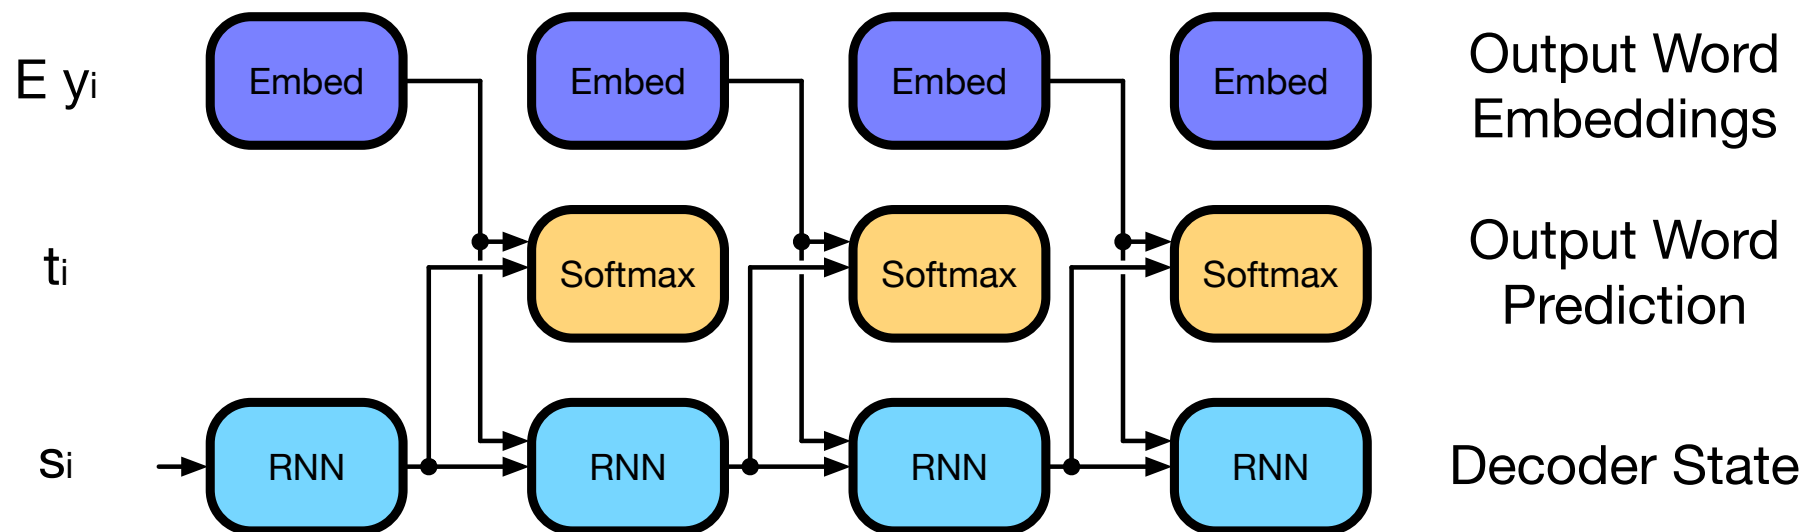 E yi
Embed
Embed
Embed
Embed
Output Word
Embeddings
ti
Softmax
Softmax
Softmax
Output Word
Prediction
si
RNN
RNN
RNN
RNN
Decoder State